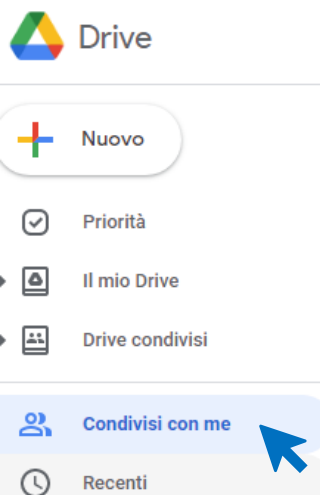 Drive
Nuovo
Priorità
Il mio Drive
Drive condivisi
Condivisi con me
Recenti